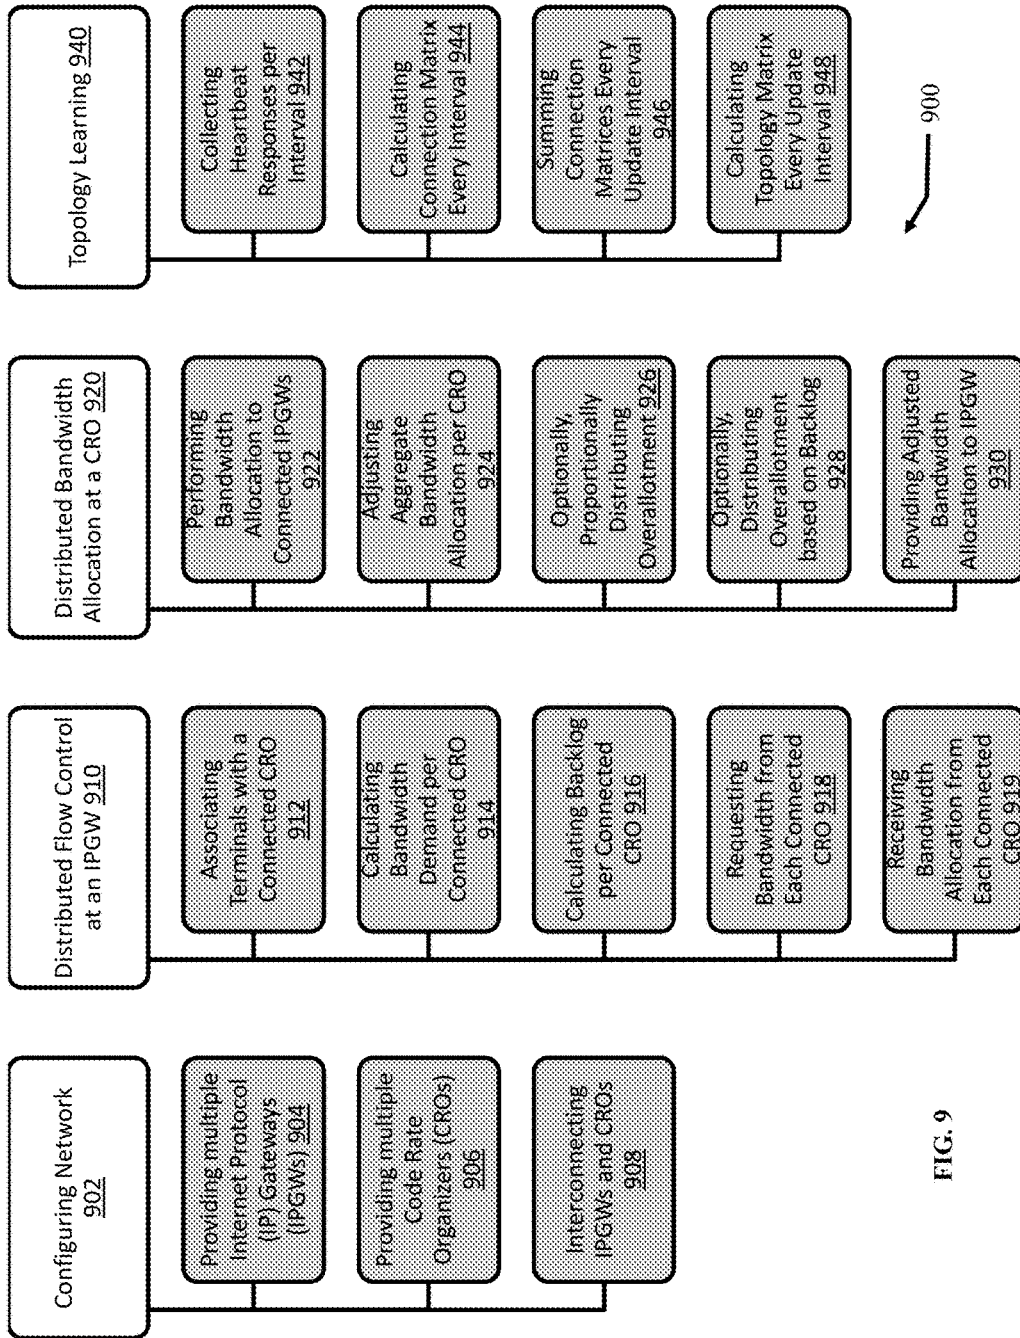 Configuring Network
902
Providing multiple
Internet Protocol
(IP) Gateways
(IPGWs) 904
Providing multiple
Code Rate
Organizers (CROs)
906
Interconnecting
IPGWs and CROs
908
Distributed Flow Control
at an IPGW 910
Associating
Terminals with a
Connected CRO
912
Calculating
Bandwidth
Demand per
Connected CRO
914
Calculating Backlog
per Connected
CRO 916
Requesting
Bandwidth from
Each Connected
CRO 918
Receiving
Bandwidth
Allocation from
Each Connected
CRO 919
Distributed Bandwidth
Allocation at a CRO 920
Performing
Bandwidth
Allocation to
Connected IPGWs
922
Adjusting
Aggregate
Bandwidth
Allocation per CRO
924
Optionally,
Proportionally
Distributing
Overallotment 926
Optionally,
Distributing
Overallotment
based on Backlog
928
Providing Adjusted
Bandwidth
Allocation to IPGW
930
Topology Learning 940
Collecting
Heartbeat
Responses per
Interval 942
Calculating
Connection Matrix
Every Interval 944
Summing
Connection
Matrices Every
Update Interval
946
Calculating
Topology Matrix
Every Update
Interval 948
900
FIG. 9